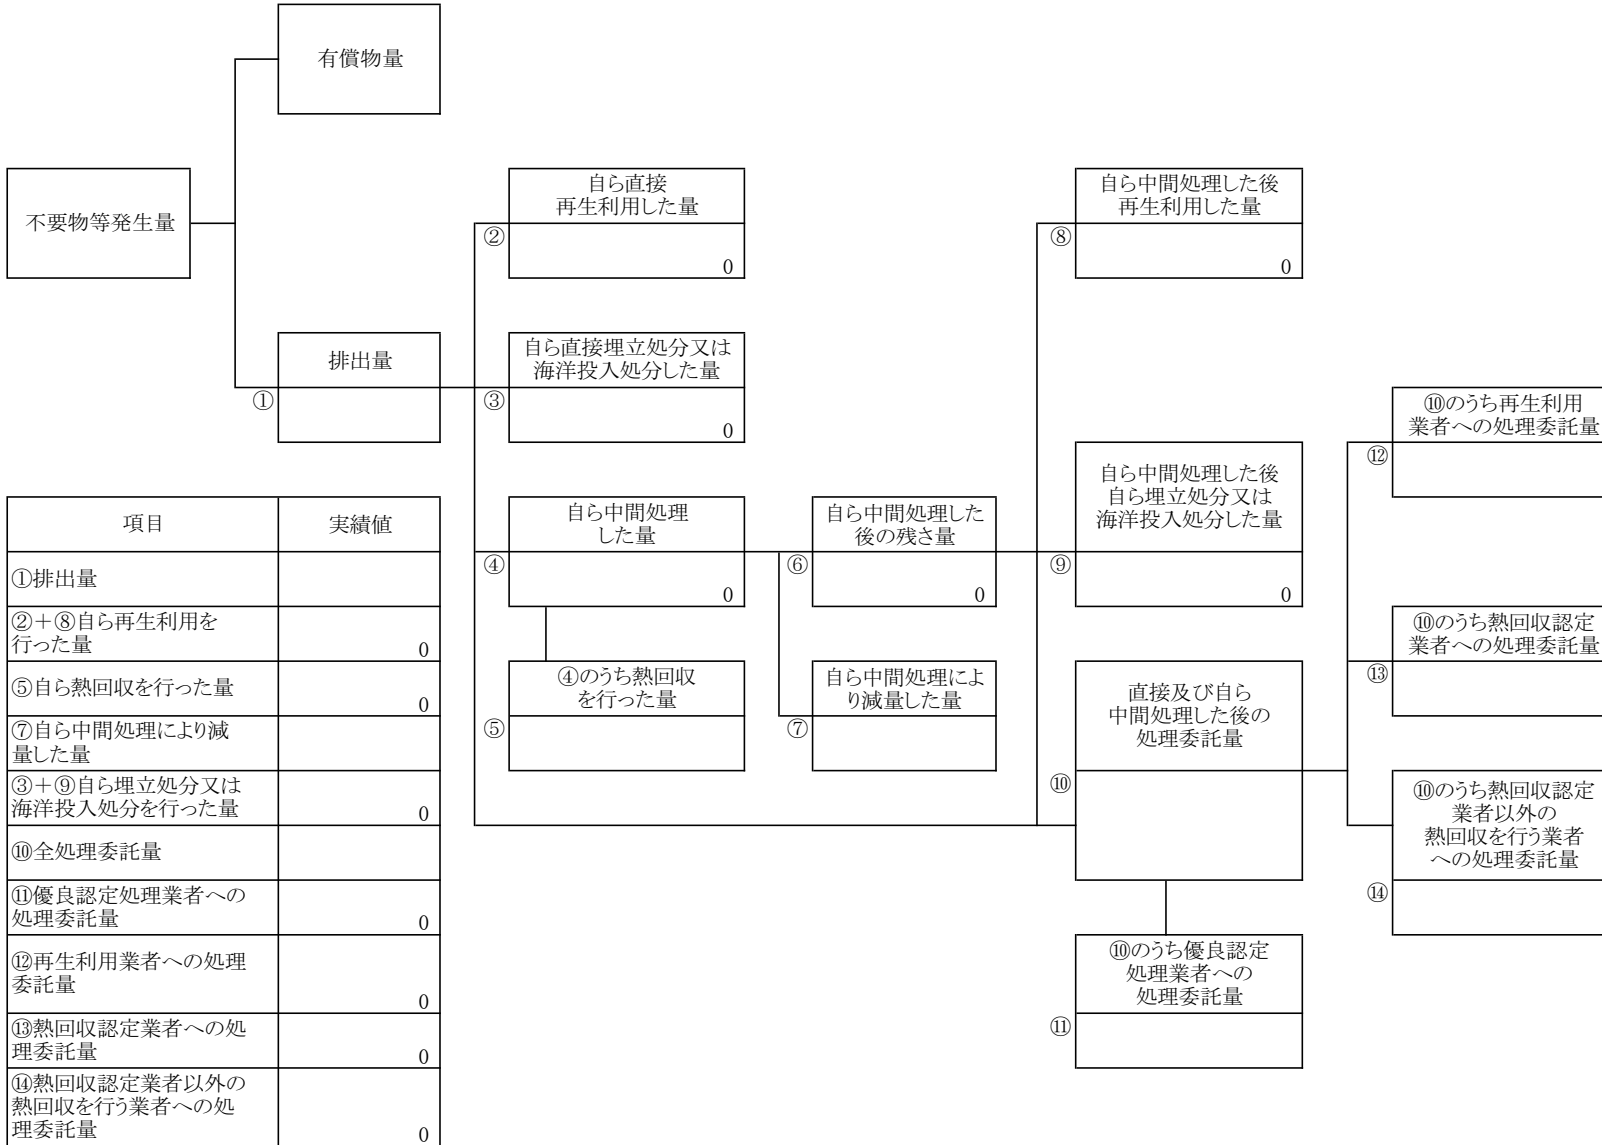 有償物量
不要物等発生量
自ら直接
再生利用した量
②
0
自ら中間処理した後
再生利用した量
⑧
0
排出量
①
自ら直接埋立処分又は
海洋投入処分した量
③
0
⑩のうち再生利用
業者への処理委託量
⑫
自ら中間処理
した量
④
0
自ら中間処理した
後の残さ量
⑥
0
自ら中間処理した後
自ら埋立処分又は
海洋投入処分した量
⑨
0
⑩のうち熱回収認定
業者への処理委託量
⑬
④のうち熱回収
を行った量
⑤
自ら中間処理によ
り減量した量
⑦
直接及び自ら
中間処理した後の
処理委託量
⑩
⑩のうち熱回収認定
業者以外の
熱回収を行う業者
への処理委託量
⑭
⑩のうち優良認定
処理業者への
処理委託量
⑪
項目 実績値
①排出量
②+⑧自ら再生利用を
行った量 0
⑤自ら熱回収を行った量 0
⑦自ら中間処理により減
量した量
③+⑨自ら埋立処分又は
海洋投入処分を行った量 0
⑩全処理委託量
⑪優良認定処理業者への
処理委託量 0
⑫再生利用業者への処理
委託量 0
⑬熱回収認定業者への処
理委託量 0
⑭熱回収認定業者以外の
熱回収を行う業者への処
理委託量 0